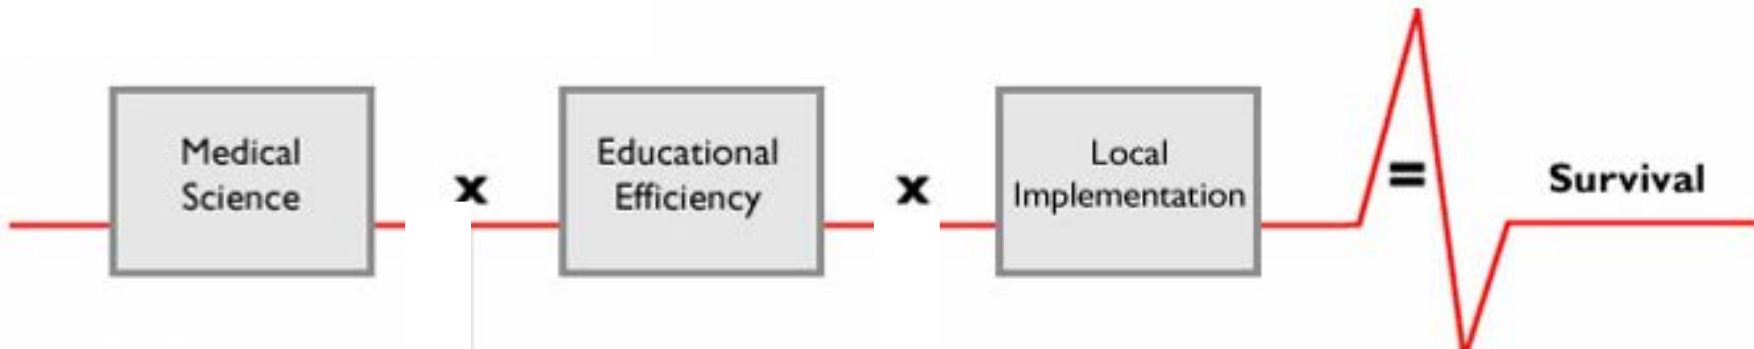 Medical
Science
x
Educational
Efficiency
x
Local
Implementation
=
Survival